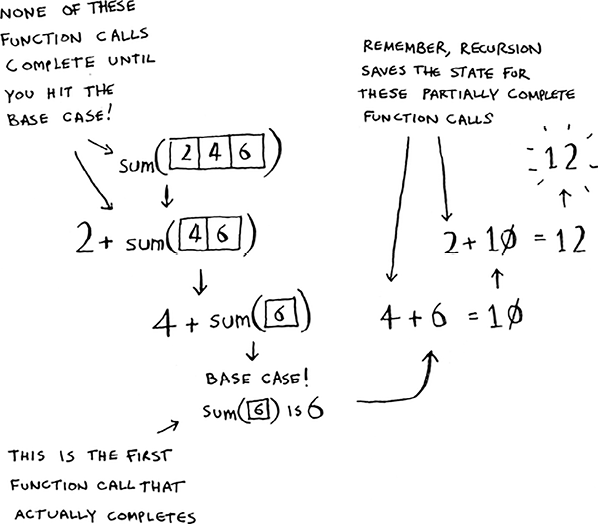 NONE OF THESE
FUNCTION CALLS
COMPLETE UNTIL
YOU HIT THE
BASE CASE!
sum([2 4 6])
2 + sum([4 6])
4 + sum([6])
BASE CASE!
sum([6]) IS 6
THIS IS THE FIRST
FUNCTION CALL THAT
ACTUALLY COMPLETES
REMEMBER, RECURSION
SAVES THE STATE FOR
THESE PARTIALLY COMPLETE
FUNCTION CALLS
12
2 + 10 = 12
4 + 6 = 10